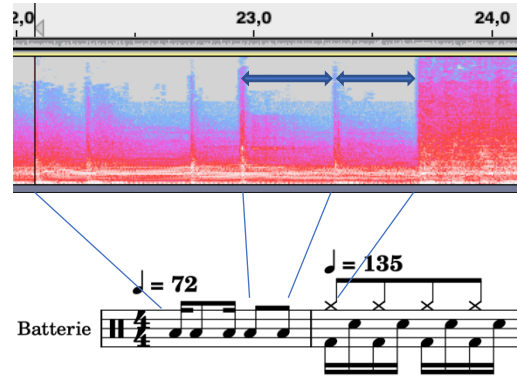 2,0 23,0 24,0
♩ = 72
♩ = 135
Batterie 4/4